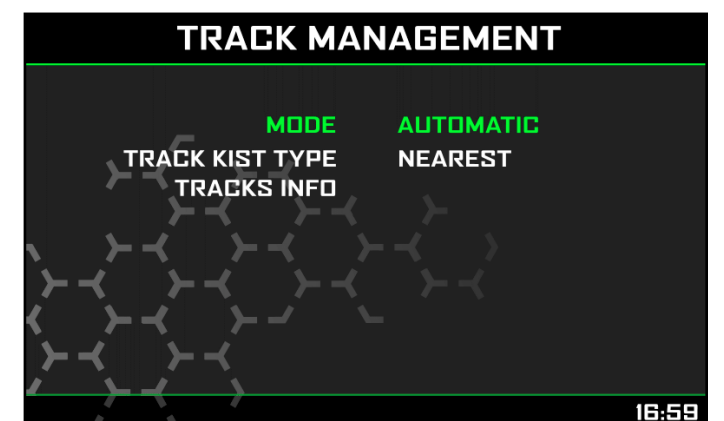 TRACK MANAGEMENT
MODE AUTOMATIC
TRACK KIST TYPE NEAREST
TRACKS INFO
16:59